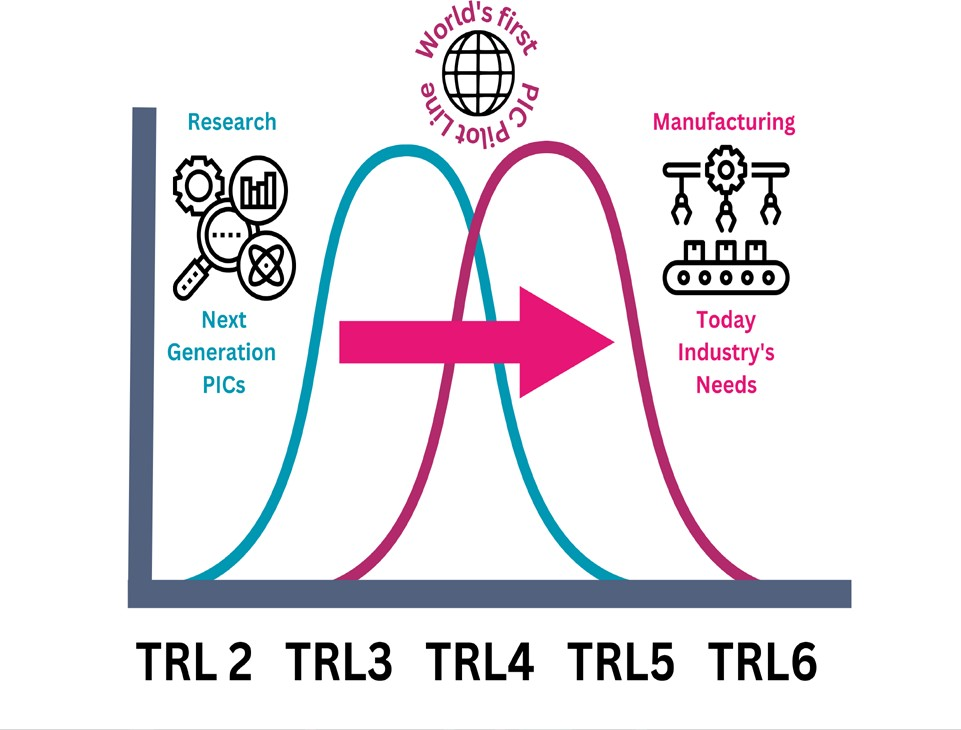 World's first
PIC Pilot Line
Research
Manufacturing
Next
Generation
PICs
Today
Industry's
Needs
TRL 2 TRL3 TRL4 TRL5 TRL6